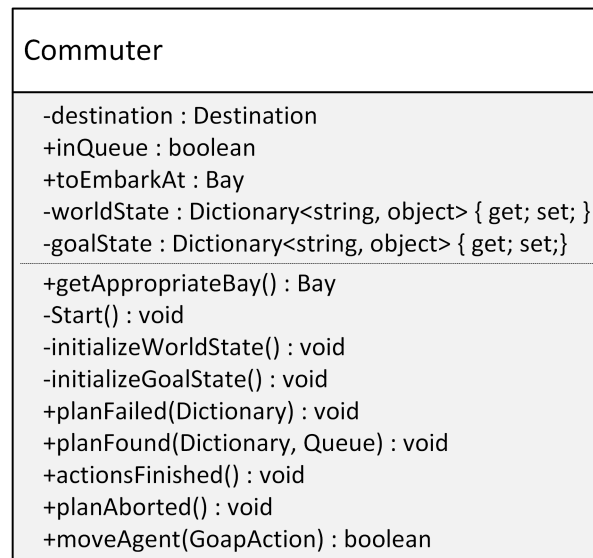 Commuter
-destination : Destination
+inQueue : boolean
+toEmbarkAt : Bay
-worldState : Dictionary<string, object> { get; set; }
-goalState : Dictionary<string, object> { get; set;}
+getAppropriateBay() : Bay
-Start() : void
-initializeWorldState() : void
-initializeGoalState() : void
+planFailed(Dictionary) : void
+planFound(Dictionary, Queue) : void
+actionsFinished() : void
+planAborted() : void
+moveAgent(GoapAction) : boolean